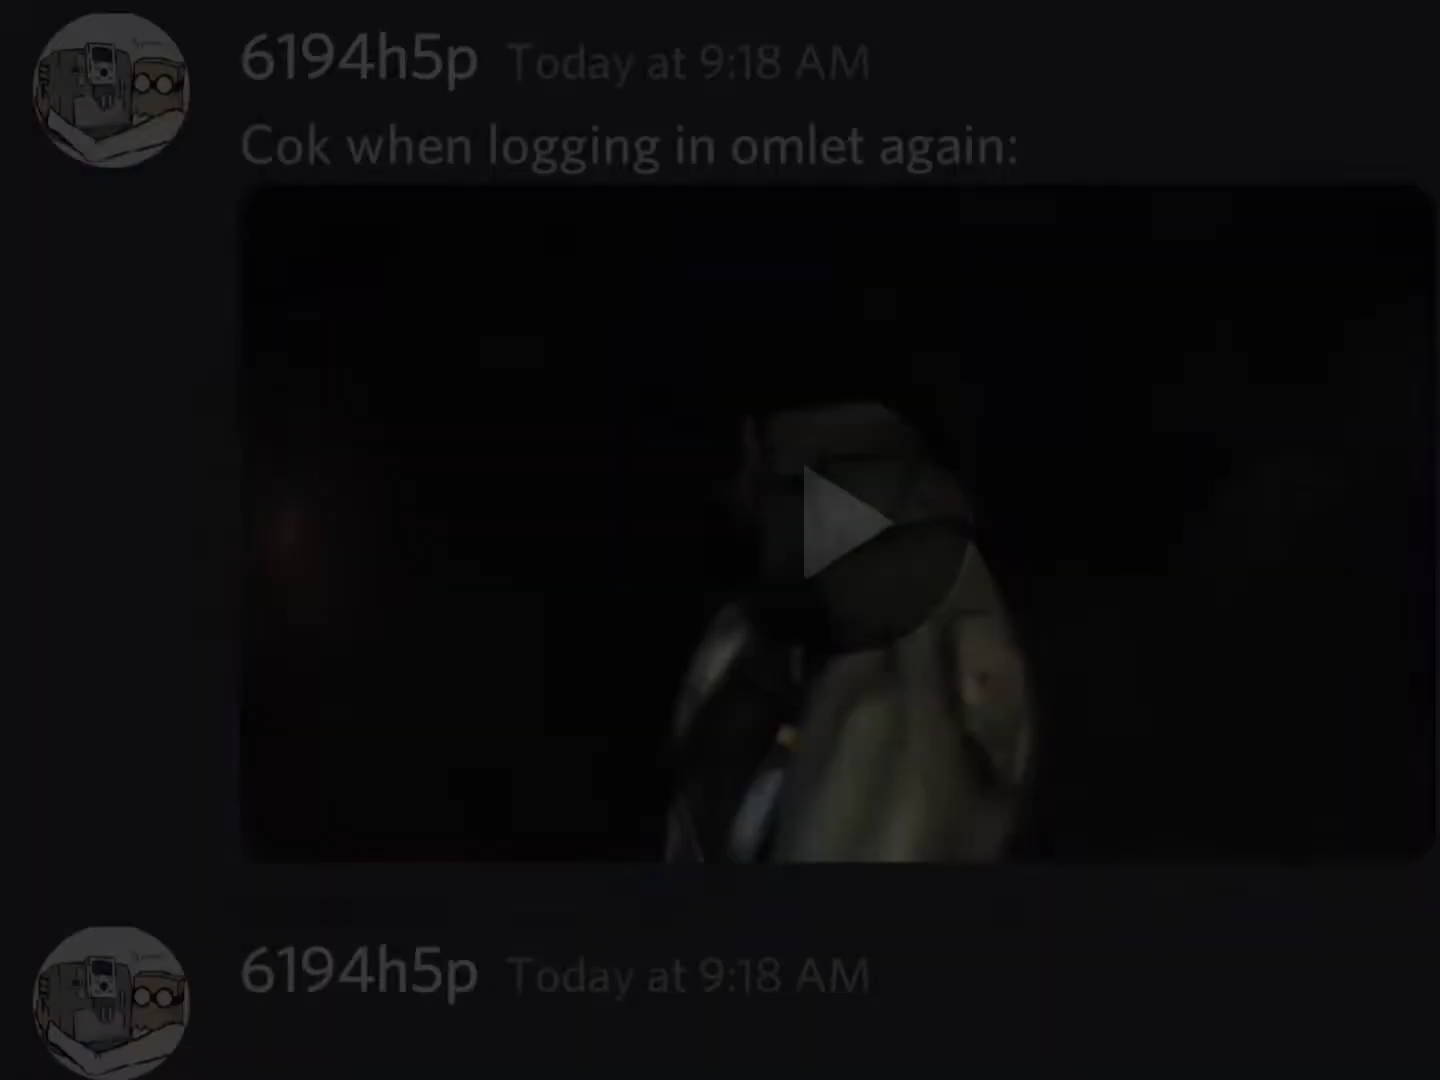 6194h5p Today at 9:18 AM
Cok when logging in omlet again:
6194h5p Today at 9:18 AM